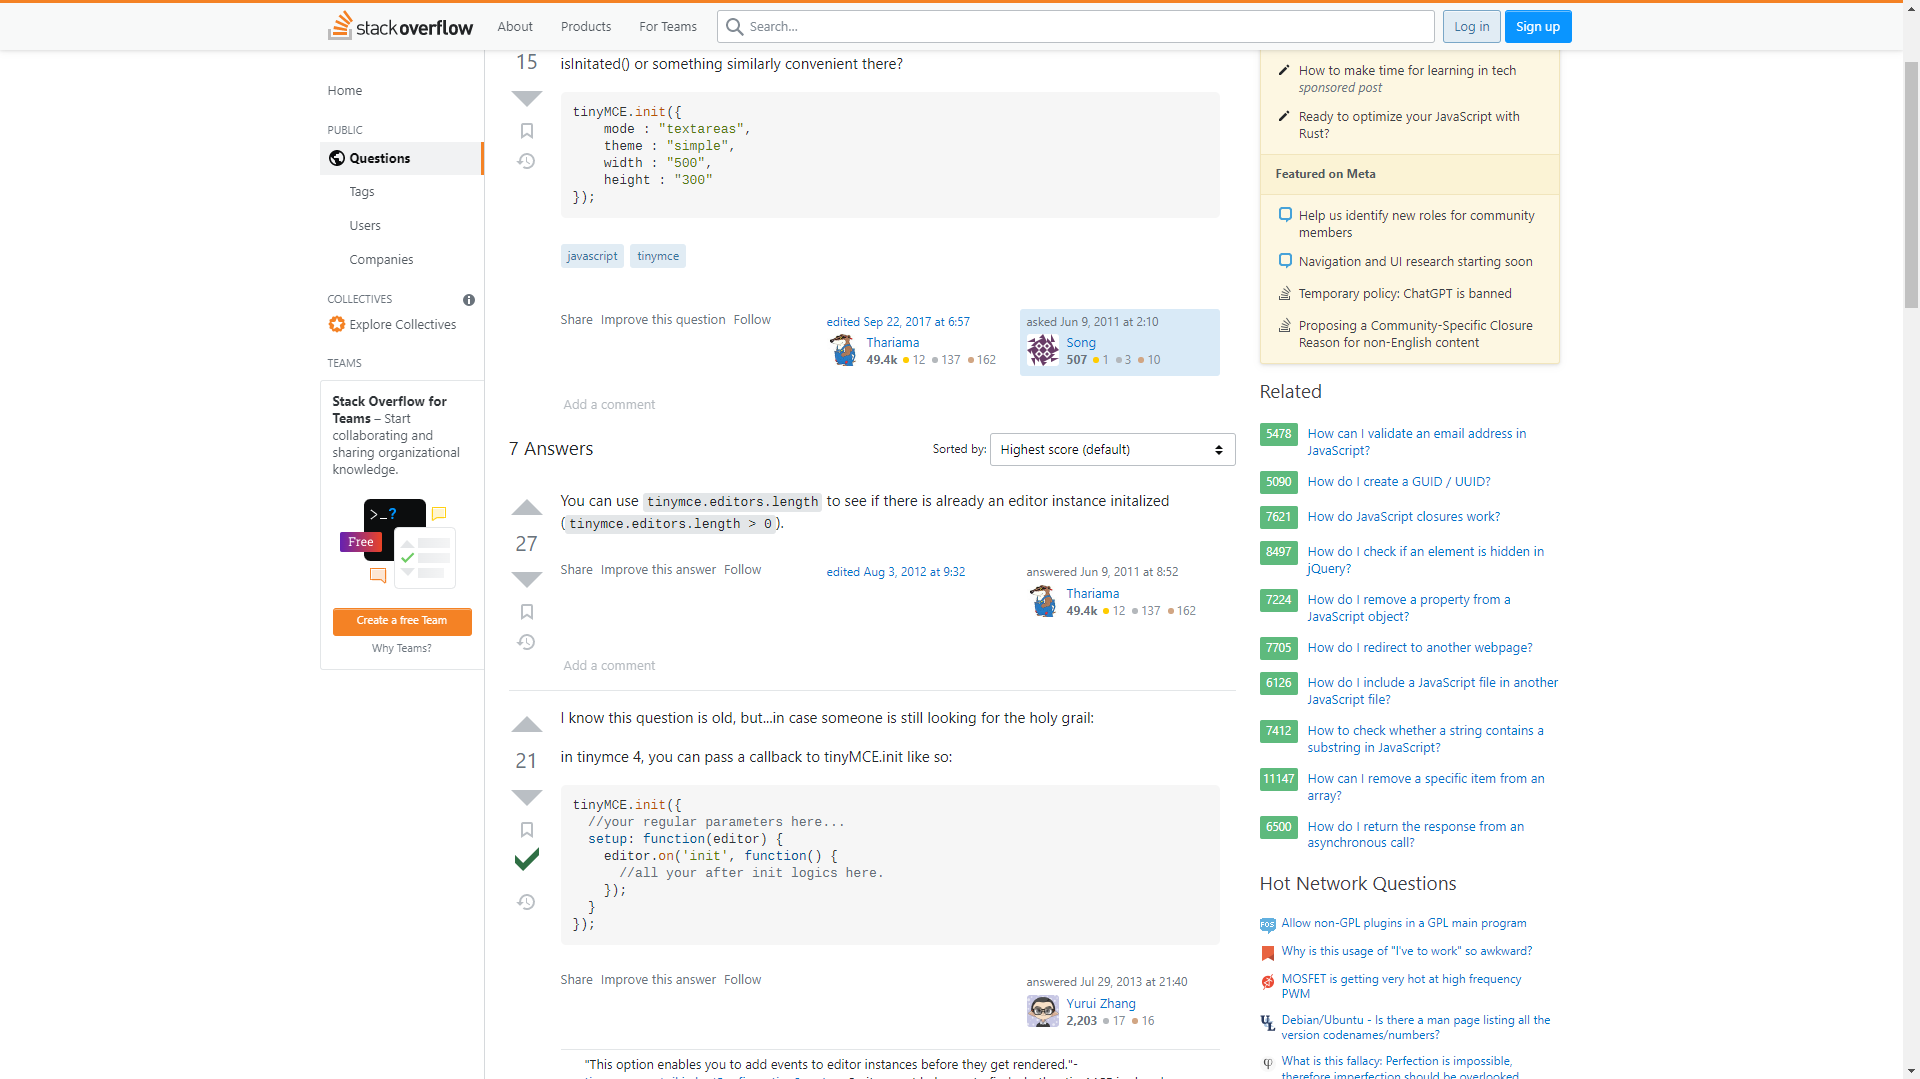 stackoverflow
About
Products
For Teams
Search...
Log in
Sign up
Home
PUBLIC
Questions
Tags
Users
Companies
COLLECTIVES
Explore Collectives
TEAMS
Stack Overflow for
Teams – Start
collaborating and
sharing organizational
knowledge.
>_?
Free
Create a free Team
Why Teams?
15
isInitated() or something similarly convenient there?
tinyMCE.init({
mode : "textareas",
theme : "simple",
width : "500",
height : "300"
});
javascript
tinymce
Share Improve this question Follow
edited Sep 22, 2017 at 6:57
Thariama
49.4k 12 137 162
asked Jun 9, 2011 at 2:10
Song
507 1 3 10
Add a comment
7 Answers
Sorted by:
Highest score (default)
27
You can use tinymce.editors.length to see if there is already an editor instance initalized
(tinymce.editors.length > 0).
Share Improve this answer Follow
edited Aug 3, 2012 at 9:32
answered Jun 9, 2011 at 8:52
Thariama
49.4k 12 137 162
Add a comment
21
I know this question is old, but...in case someone is still looking for the holy grail:
in tinymce 4, you can pass a callback to tinyMCE.init like so:
tinyMCE.init({
//your regular parameters here...
setup: function(editor) {
editor.on('init', function() {
//all your after init logics here.
});
}
});
Share Improve this answer Follow
answered Jul 29, 2013 at 21:40
Yurui Zhang
2,203 17 16
"This option enables you to add events to editor instances before they get rendered."-
How to make time for learning in tech
sponsored post
Ready to optimize your JavaScript with
Rust?
Featured on Meta
Help us identify new roles for community
members
Navigation and UI research starting soon
Temporary policy: ChatGPT is banned
Proposing a Community-Specific Closure
Reason for non-English content
Related
5478 How can I validate an email address in
JavaScript?
5090 How do I create a GUID / UUID?
7621 How do JavaScript closures work?
8497 How do I check if an element is hidden in
jQuery?
7224 How do I remove a property from a
JavaScript object?
7705 How do I redirect to another webpage?
6126 How do I include a JavaScript file in another
JavaScript file?
7412 How to check whether a string contains a
substring in JavaScript?
11147 How can I remove a specific item from an
array?
6500 How do I return the response from an
asynchronous call?
Hot Network Questions
FOS Allow non-GPL plugins in a GPL main program
Why is this usage of "I've to work" so awkward?
MOSFET is getting very hot at high frequency
PWM
UL Debian/Ubuntu - Is there a man page listing all the
version codenames/numbers?
φ What is this fallacy: Perfection is impossible,
therefore imperfection should be overlooked